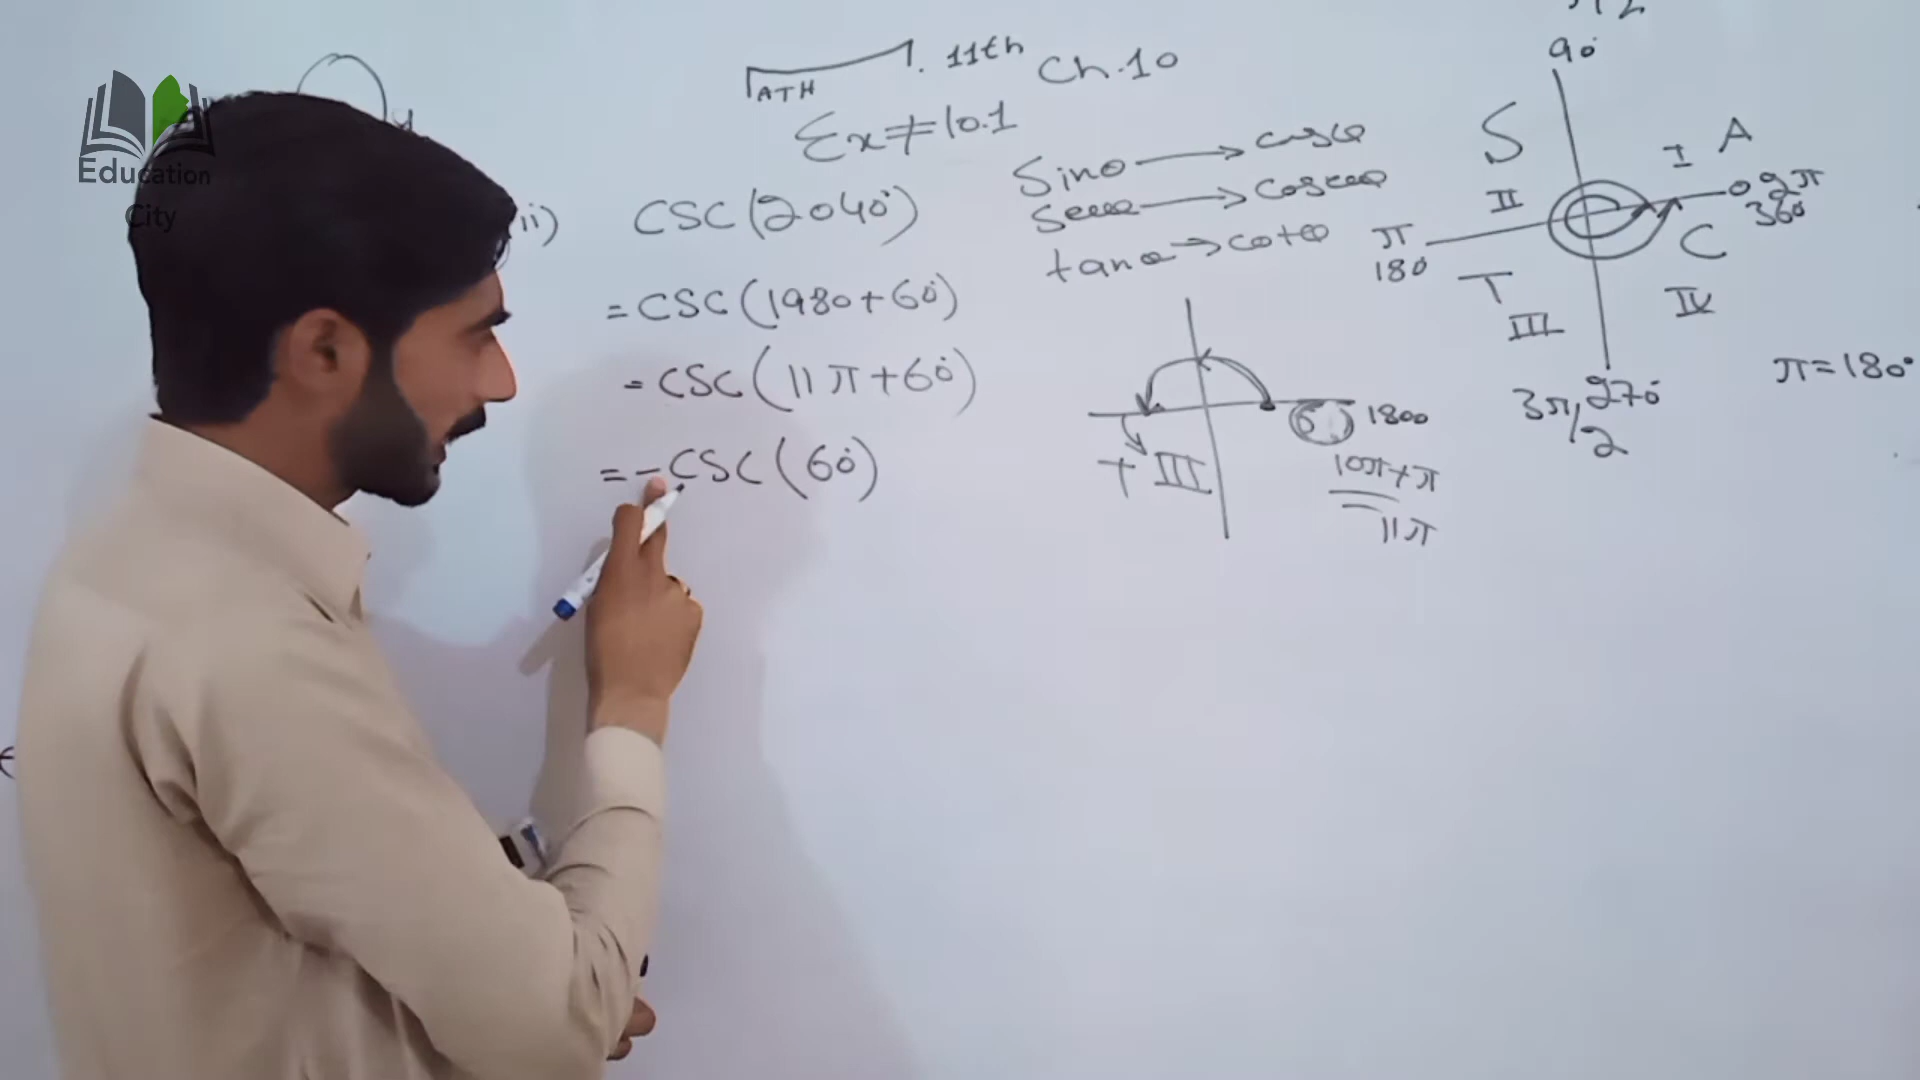 Education
City
ATH . 11th Ch.10
Ex≠10.1
ii) CSC(2040°)
= CSC(1980+60°)
= CSC(11π+60°)
= -CSC(60°)
Sinθ → cosθ
Secθ → cosecθ
tanθ → cotθ
90°
S
II
I
A
π
180°
0 2π
360°
T
III
C
IV
3π/2
270°
π=180°
1800
10π+π
11π
T III